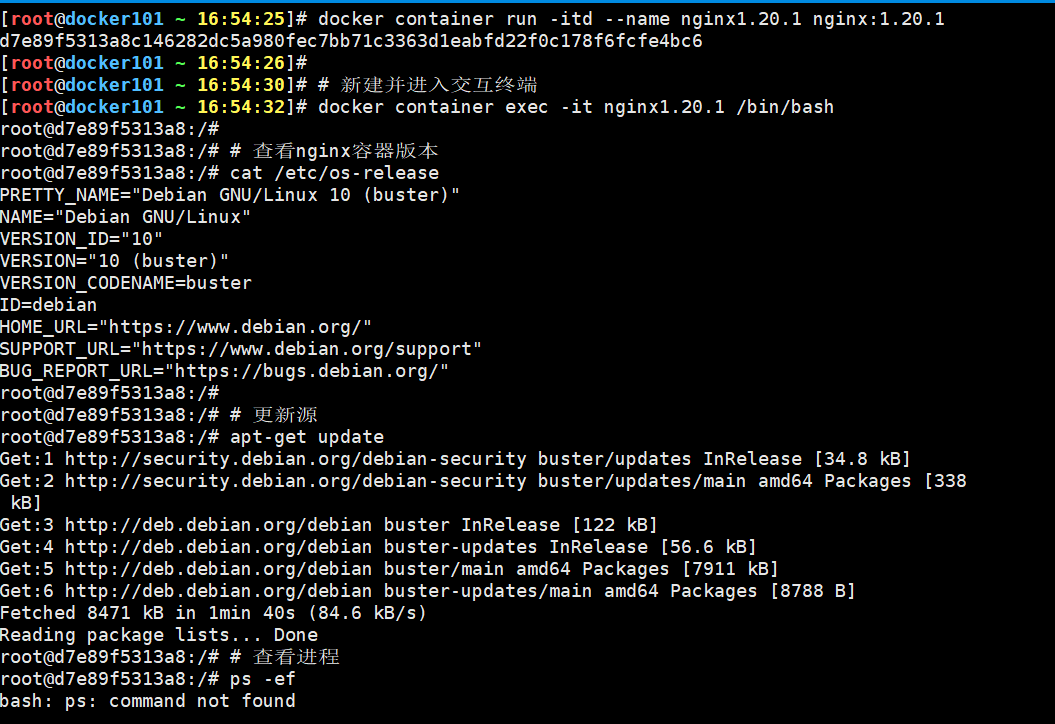 [root@docker101 ~ 16:54:25]# docker container run -itd --name nginx1.20.1 nginx:1.20.1
d7e89f5313a8c146282dc5a980fec7bb71c3363d1eabfd22f0c178f6fcfe4bc6
[root@docker101 ~ 16:54:26]#
[root@docker101 ~ 16:54:30]# # 新建并进入交互终端
[root@docker101 ~ 16:54:32]# docker container exec -it nginx1.20.1 /bin/bash
root@d7e89f5313a8:/#
root@d7e89f5313a8:/# # 查看nginx容器版本
root@d7e89f5313a8:/# cat /etc/os-release
PRETTY_NAME="Debian GNU/Linux 10 (buster)"
NAME="Debian GNU/Linux"
VERSION_ID="10"
VERSION="10 (buster)"
VERSION_CODENAME=buster
ID=debian
HOME_URL="https://www.debian.org/"
SUPPORT_URL="https://www.debian.org/support"
BUG_REPORT_URL="https://bugs.debian.org/"
root@d7e89f5313a8:/#
root@d7e89f5313a8:/# # 更新源
root@d7e89f5313a8:/# apt-get update
Get:1 http://security.debian.org/debian-security buster/updates InRelease [34.8 kB]
Get:2 http://security.debian.org/debian-security buster/updates/main amd64 Packages [338
 kB]
Get:3 http://deb.debian.org/debian buster InRelease [122 kB]
Get:4 http://deb.debian.org/debian buster-updates InRelease [56.6 kB]
Get:5 http://deb.debian.org/debian buster/main amd64 Packages [7911 kB]
Get:6 http://deb.debian.org/debian buster-updates/main amd64 Packages [8788 B]
Fetched 8471 kB in 1min 40s (84.6 kB/s)
Reading package lists... Done
root@d7e89f5313a8:/# # 查看进程
root@d7e89f5313a8:/# ps -ef
bash: ps: command not found